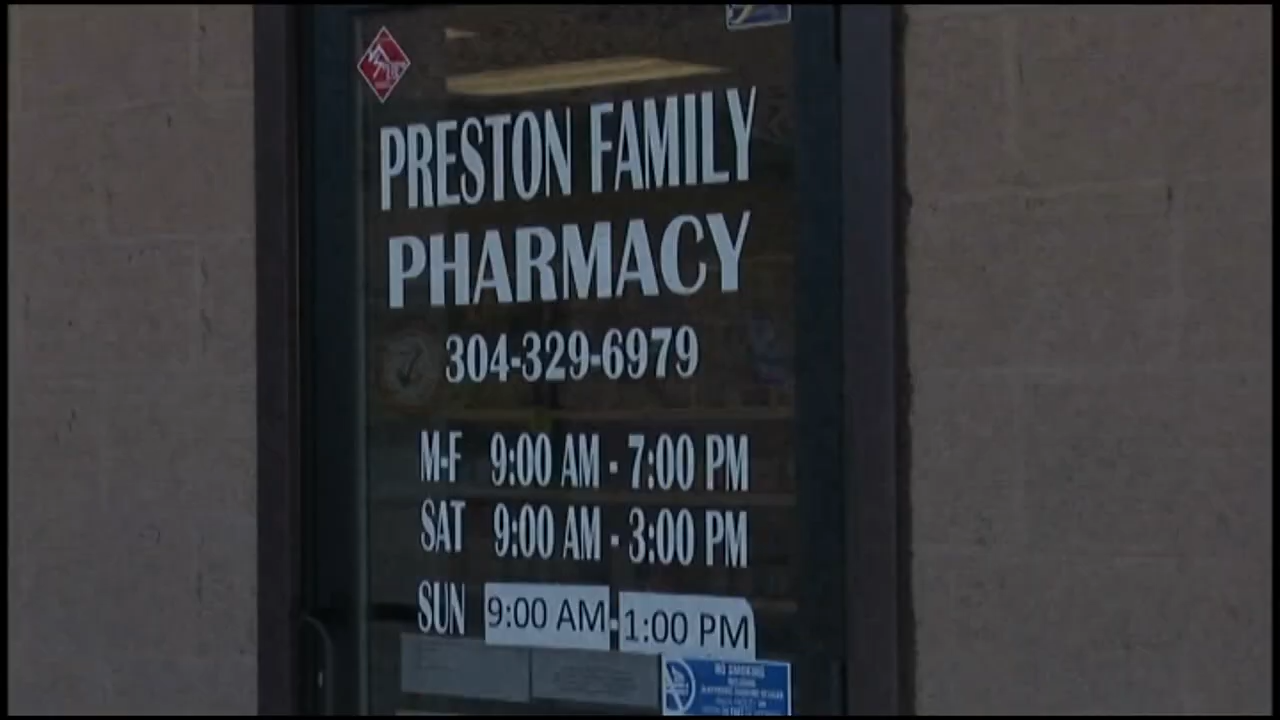 PRESTON FAMILY
PHARMACY
304-329-6979
M-F 9:00 AM - 7:00 PM
SAT 9:00 AM - 3:00 PM
SUN 9:00 AM - 1:00 PM
NO SMOKING